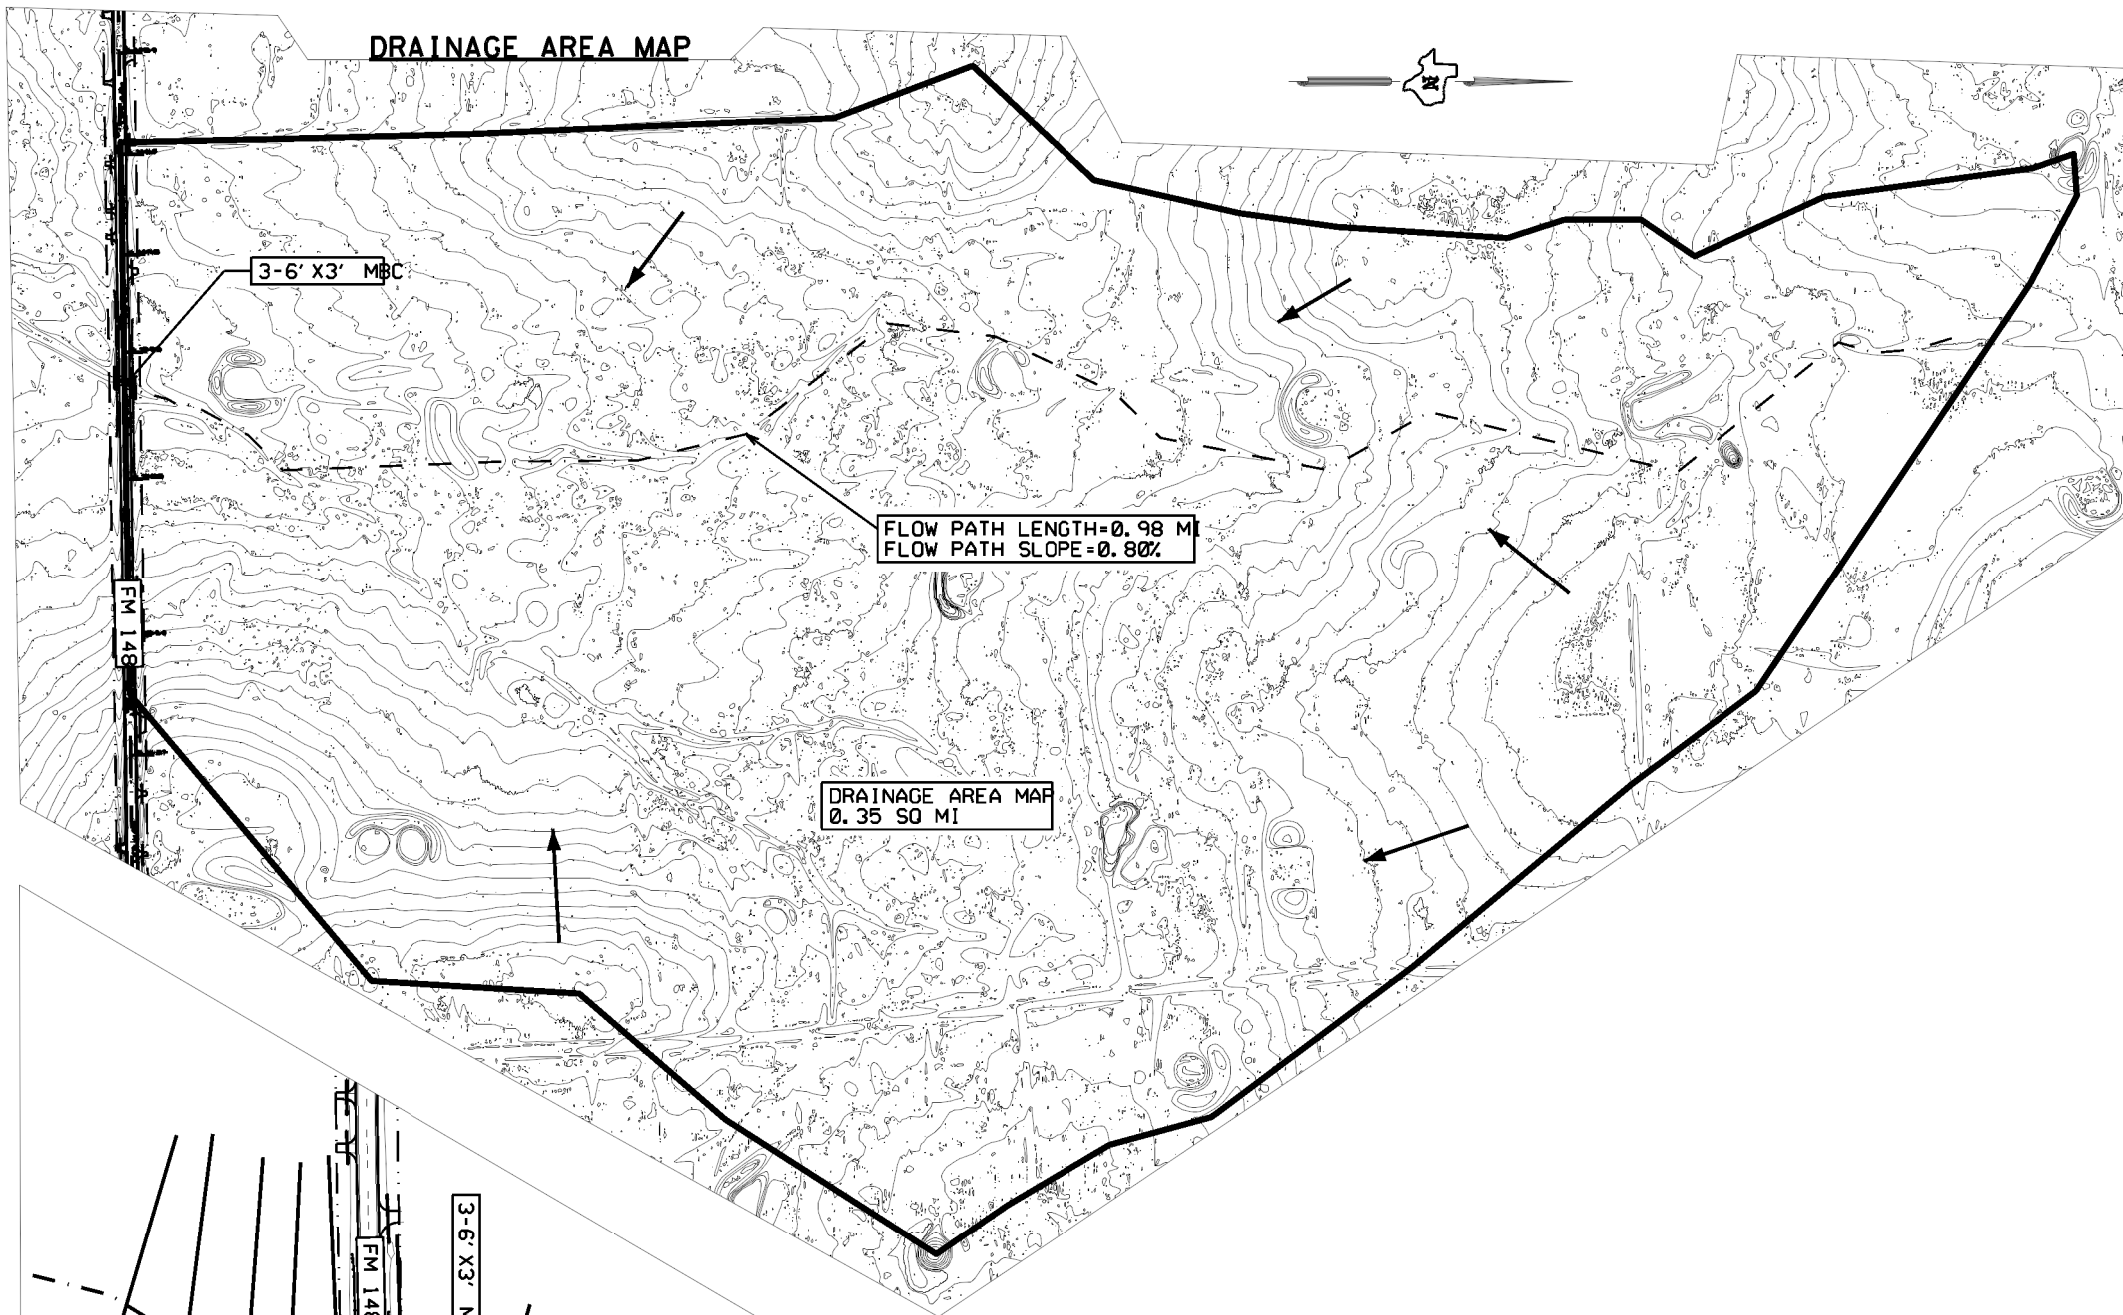 DRAINAGE AREA MAP
3-6' X3' MBC
FLOW PATH LENGTH=0.98 MI
FLOW PATH SLOPE=0.80%
FM 148
DRAINAGE AREA MAP
0.35 SQ MI
3-6' X3'
FM 148